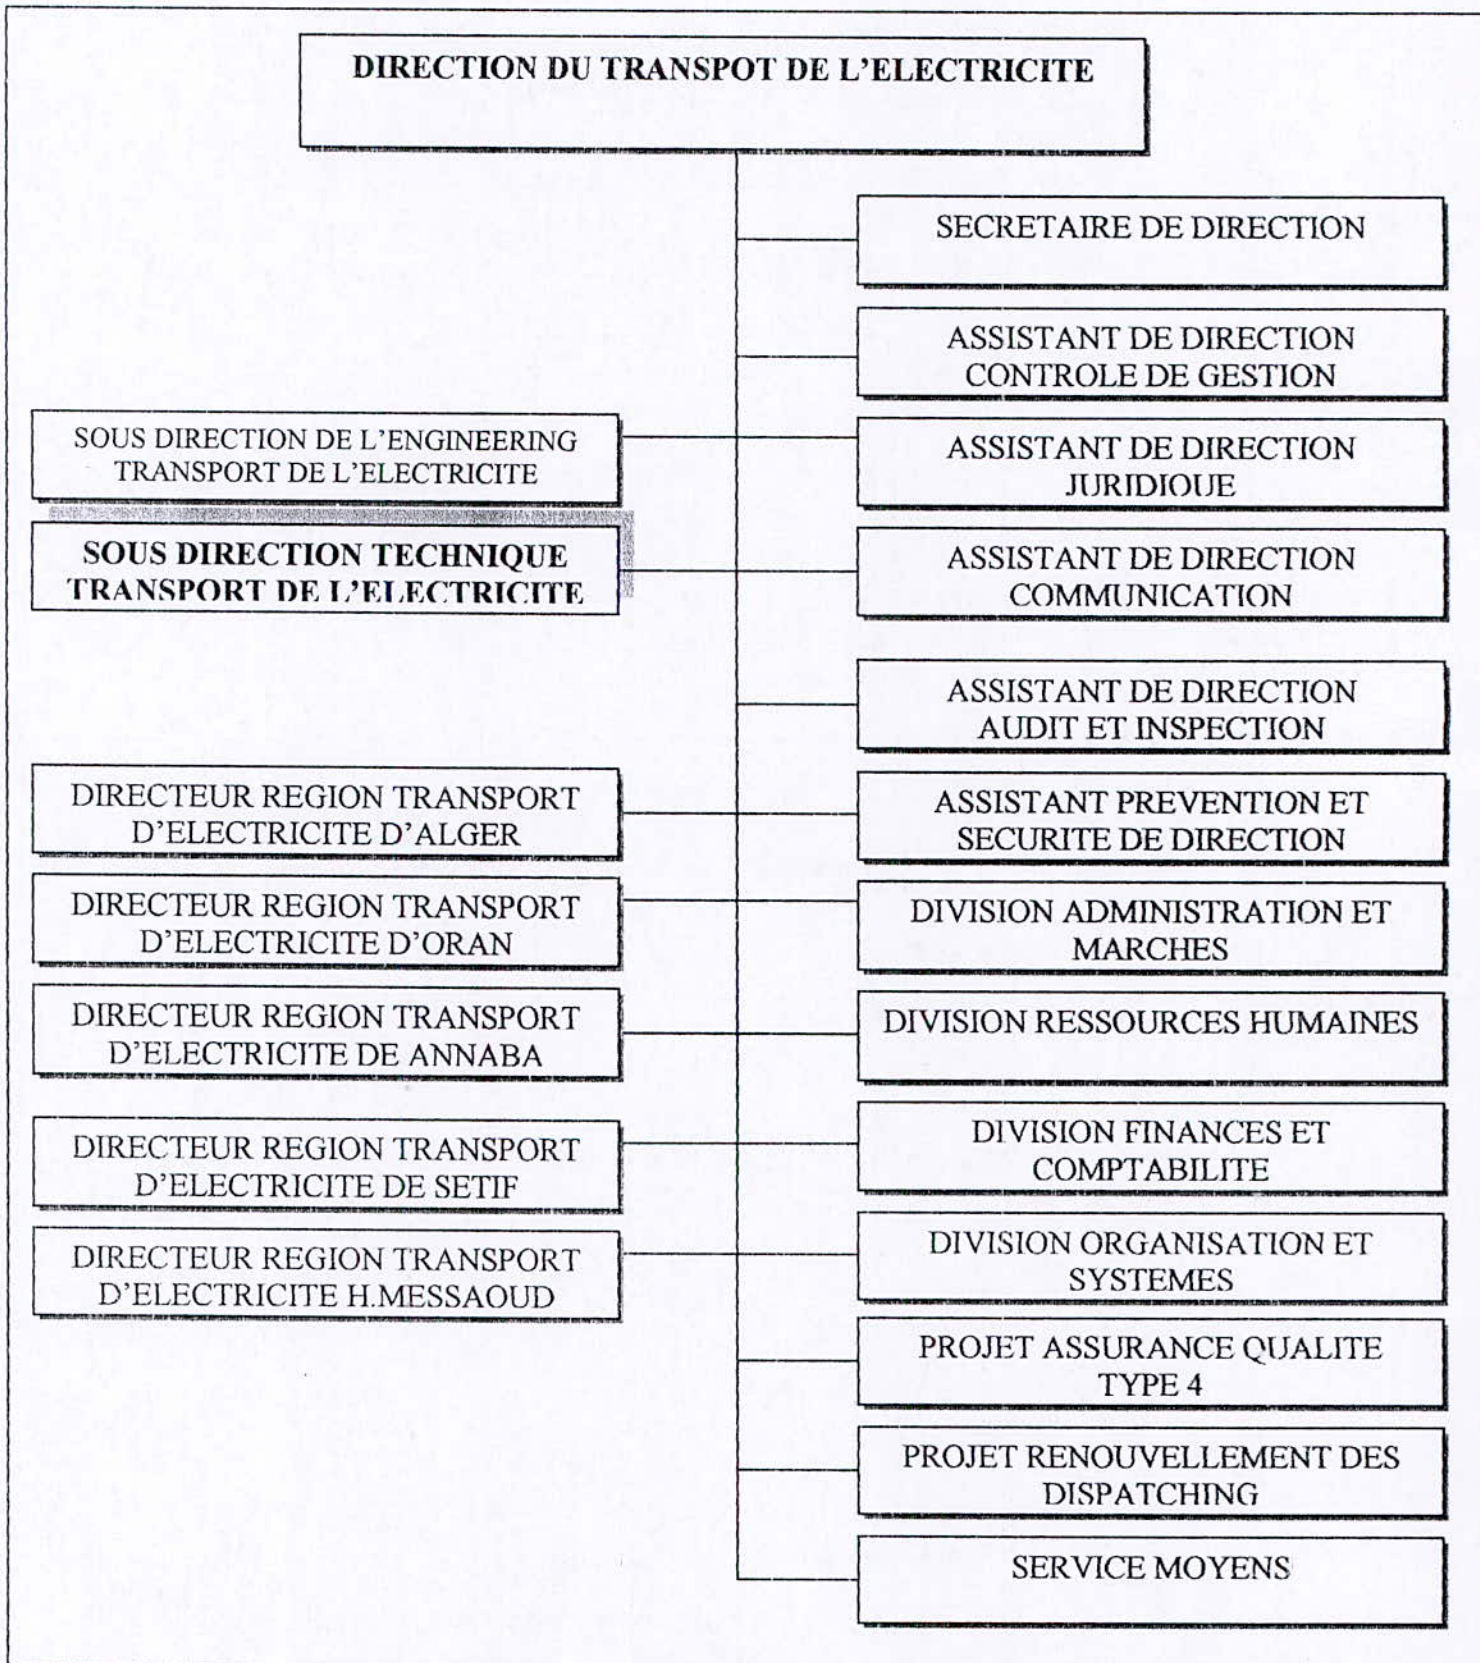 DIRECTION DU TRANSPOT DE L'ELECTRICITE
SECRETAIRE DE DIRECTION
ASSISTANT DE DIRECTION
CONTROLE DE GESTION
SOUS DIRECTION DE L'ENGINEERING
TRANSPORT DE L'ELECTRICITE
ASSISTANT DE DIRECTION
JURIDIQUE
SOUS DIRECTION TECHNIQUE
TRANSPORT DE L'ELECTRICITE
ASSISTANT DE DIRECTION
COMMUNICATION
ASSISTANT DE DIRECTION
AUDIT ET INSPECTION
DIRECTEUR REGION TRANSPORT
D'ELECTRICITE D'ALGER
ASSISTANT PREVENTION ET
SECURITE DE DIRECTION
DIRECTEUR REGION TRANSPORT
D'ELECTRICITE D'ORAN
DIVISION ADMINISTRATION ET
MARCHES
DIRECTEUR REGION TRANSPORT
D'ELECTRICITE DE ANNABA
DIVISION RESSOURCES HUMAINES
DIRECTEUR REGION TRANSPORT
D'ELECTRICITE DE SETIF
DIVISION FINANCES ET
COMPTABILITE
DIRECTEUR REGION TRANSPORT
D'ELECTRICITE H.MESSAOUD
DIVISION ORGANISATION ET
SYSTEMES
PROJET ASSURANCE QUALITE
TYPE 4
PROJET RENOUVELLEMENT DES
DISPATCHING
SERVICE MOYENS